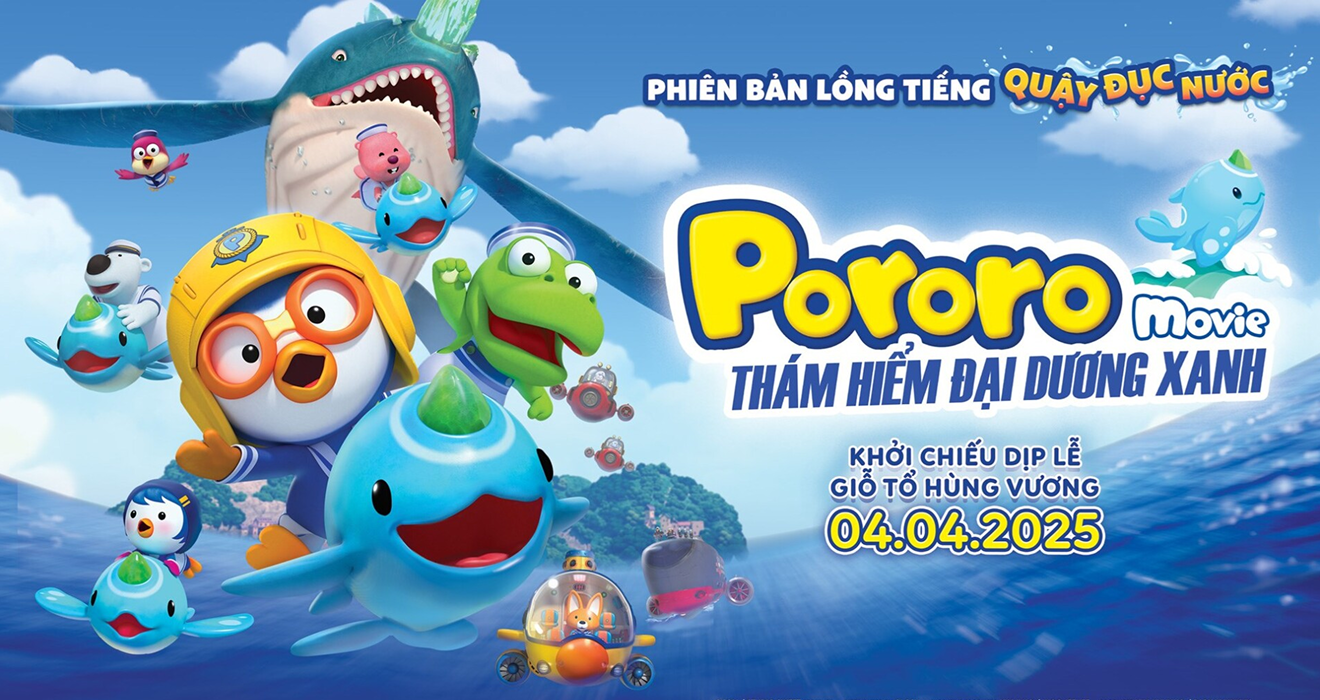 PHIÊN BẢN LỒNG TIẾNG QUẬY ĐỤC NƯỚC
Pororo
movie
THÁM HIỂM ĐẠI DƯƠNG XANH
KHỞI CHIẾU DỊP LỄ
GIỖ TỔ HÙNG VƯƠNG
04.04.2025
P